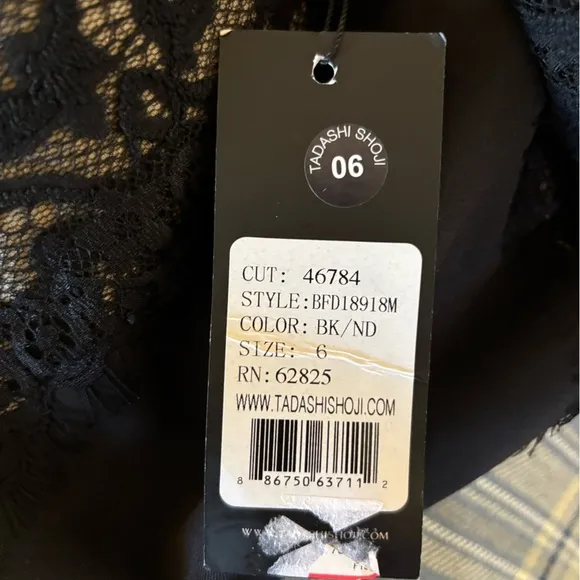 TADASHI SHOJI
06
CUT: 46784
STYLE:BFD18918M
COLOR: BK/ND
SIZE: 6
RN: 62825
WWW.TADASHISHOJI.COM
8 86750 63711 2